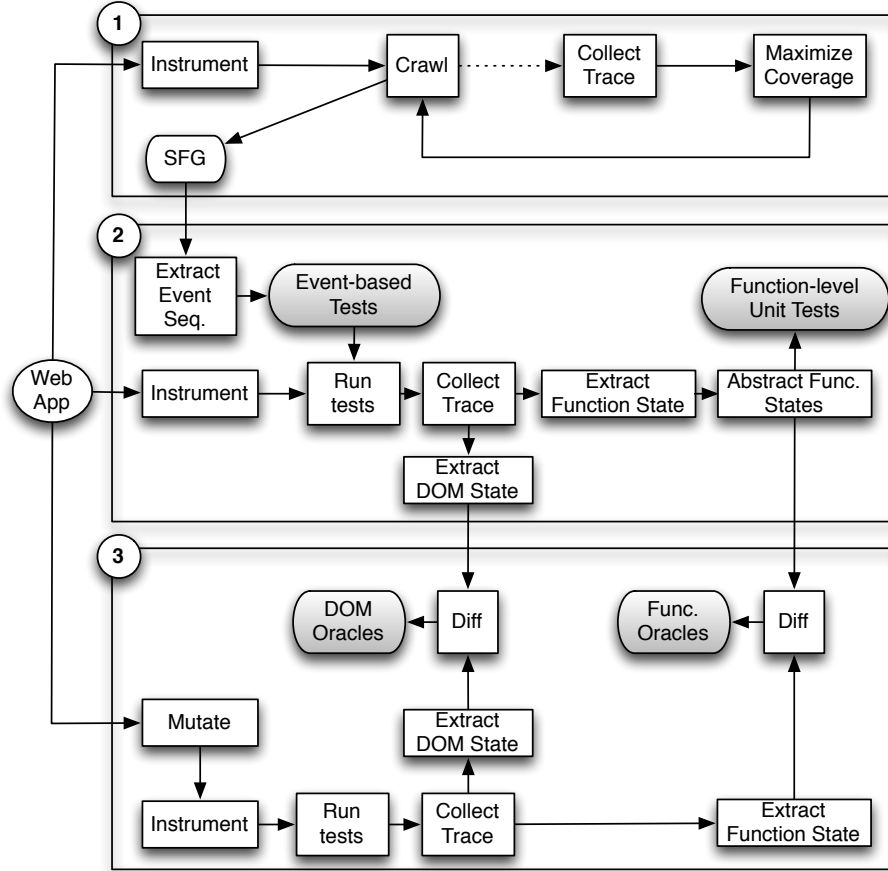 1
Instrument
Crawl
Collect
Trace
Maximize
Coverage
SFG
2
Extract
Event
Seq.
Event-based
Tests
Function-level
Unit Tests
Web
App
Instrument
Run
tests
Collect
Trace
Extract
Function State
Abstract Func.
States
Extract
DOM State
3
DOM
Oracles
Diff
Func.
Oracles
Diff
Mutate
Extract
DOM State
Instrument
Run
tests
Collect
Trace
Extract
Function State